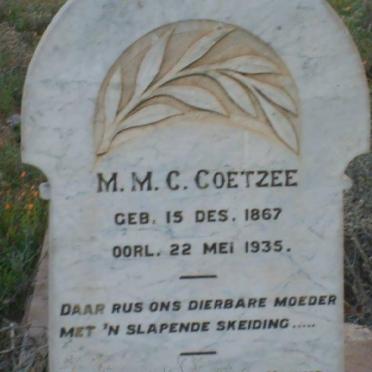 M. M. C. COETZEE
GEB. 15 DES. 1867
OORL. 22 MEI 1935.
DAAR RUS ONS DIERBARE MOEDER
MET 'N SLAPENDE SKEIDING.....